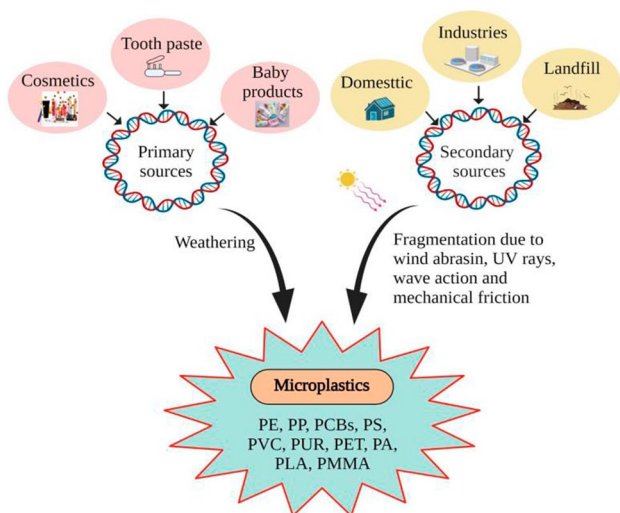 Cosmetics
Tooth paste
Baby
products
Primary
sources
Domesttic
Industries
Landfill
Secondary
sources
Weathering
Fragmentation due to
wind abrasin, UV rays,
wave action and
mechanical friction
Microplastics
PE, PP, PCBs, PS,
PVC, PUR, PET, PA,
PLA, PMMA